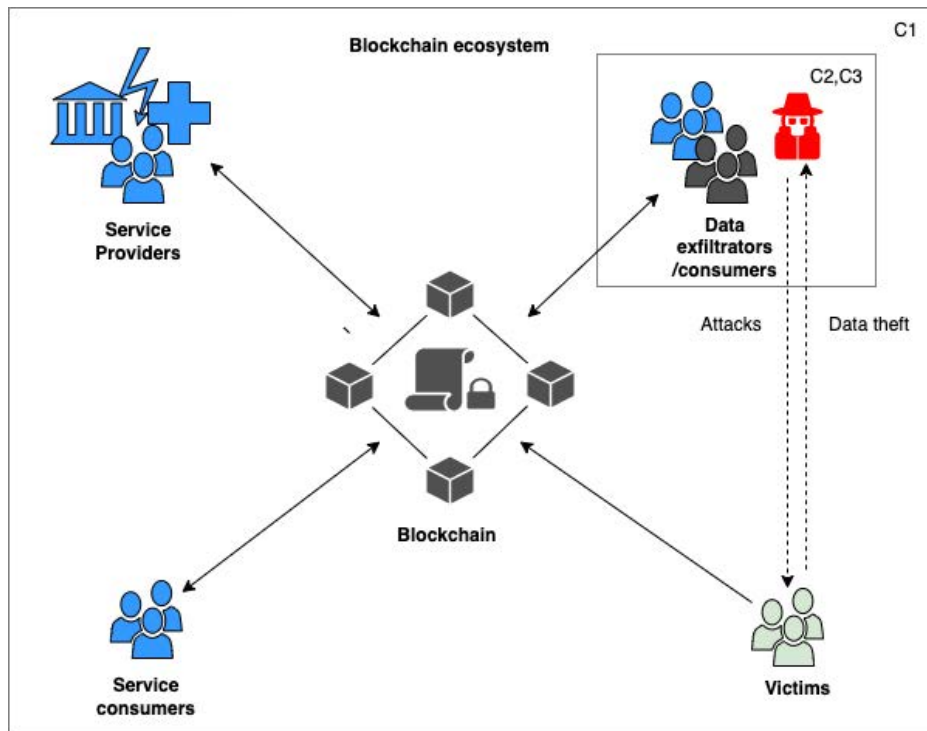 C1
Blockchain ecosystem
C2,C3
Service
Providers
Data
exfiltrators
/consumers
Attacks
Data theft
Blockchain
Service
consumers
Victims